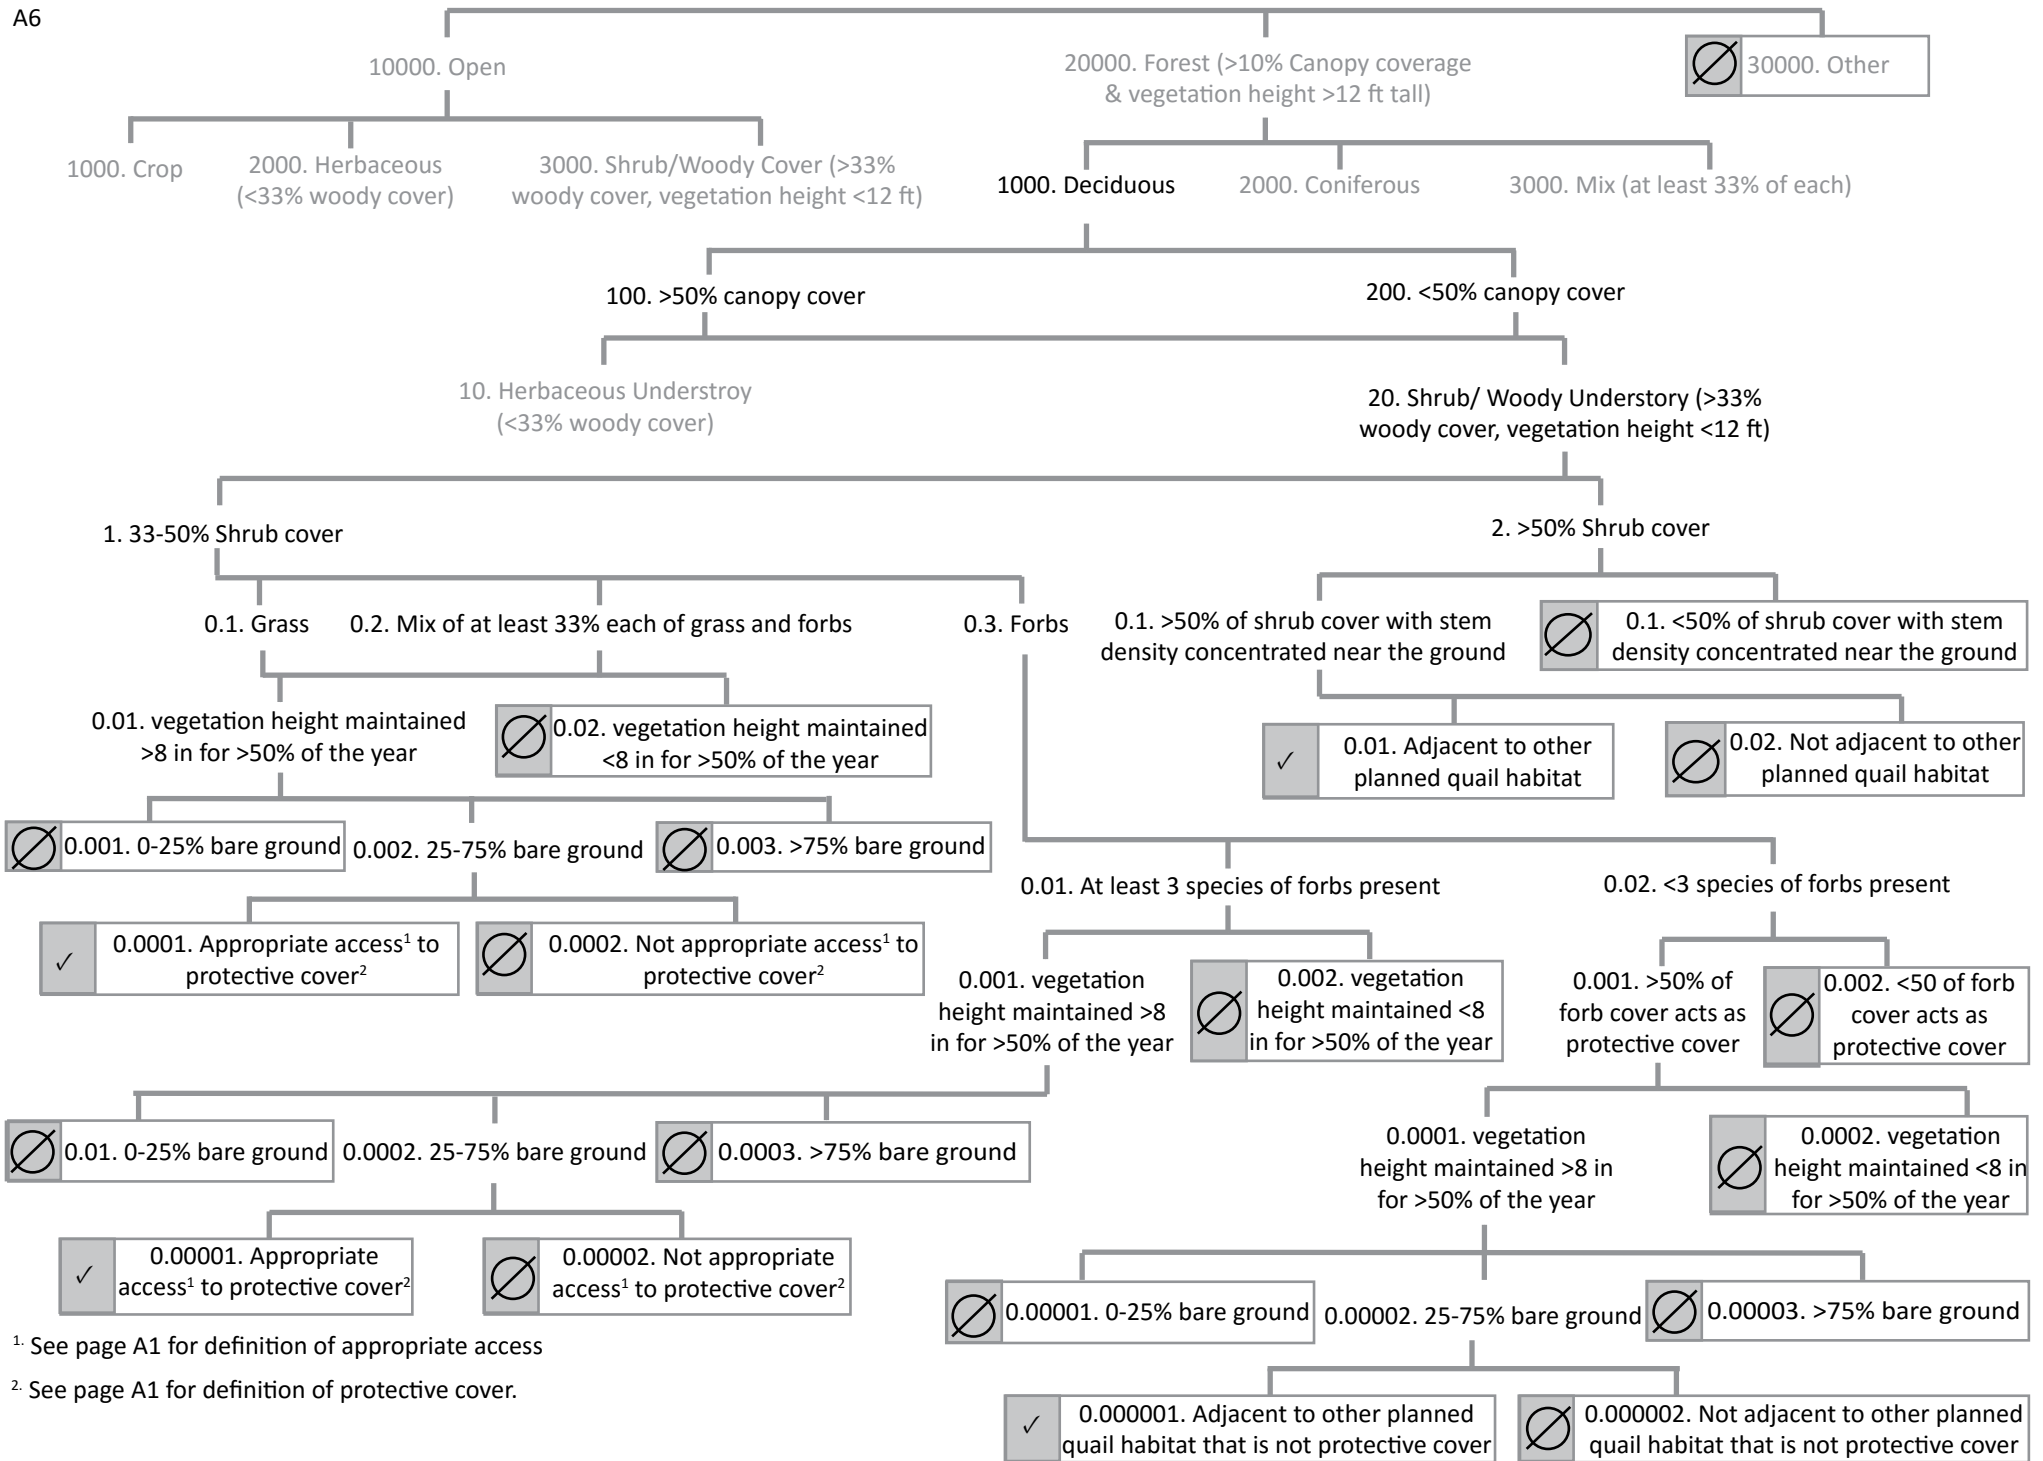 A6
10000. Open
20000. Forest (>10% Canopy coverage
& vegetation height >12 ft tall)
30000. Other
1000. Crop
2000. Herbaceous
(<33% woody cover)
3000. Shrub/Woody Cover (>33%
woody cover, vegetation height <12 ft)
1000. Deciduous
2000. Coniferous
3000. Mix (at least 33% of each)
100. >50% canopy cover
200. <50% canopy cover
10. Herbaceous Understroy
(<33% woody cover)
20. Shrub/ Woody Understory (>33%
woody cover, vegetation height <12 ft)
1. 33-50% Shrub cover
2. >50% Shrub cover
0.1. Grass
0.2. Mix of at least 33% each of grass and forbs
0.3. Forbs
0.1. >50% of shrub cover with stem
density concentrated near the ground
0.1. <50% of shrub cover with stem
density concentrated near the ground
0.01. vegetation height maintained
>8 in for >50% of the year
0.02. vegetation height maintained
<8 in for >50% of the year
✓ 0.01. Adjacent to other
planned quail habitat
0.02. Not adjacent to other
planned quail habitat
0.001. 0-25% bare ground
0.002. 25-75% bare ground
0.003. >75% bare ground
0.01. At least 3 species of forbs present
0.02. <3 species of forbs present
✓ 0.0001. Appropriate access¹ to
protective cover²
0.0002. Not appropriate access¹ to
protective cover²
0.001. vegetation
height maintained >8
in for >50% of the year
0.002. vegetation
height maintained <8
in for >50% of the year
0.001. >50% of
forb cover acts as
protective cover
0.002. <50 of forb
cover acts as
protective cover
0.01. 0-25% bare ground
0.0002. 25-75% bare ground
0.0003. >75% bare ground
0.0001. vegetation
height maintained >8 in
for >50% of the year
0.0002. vegetation
height maintained <8 in
for >50% of the year
✓ 0.00001. Appropriate
access¹ to protective cover²
0.00002. Not appropriate
access¹ to protective cover²
0.00001. 0-25% bare ground
0.00002. 25-75% bare ground
0.00003. >75% bare ground
✓ 0.000001. Adjacent to other planned
quail habitat that is not protective cover
0.000002. Not adjacent to other planned
quail habitat that is not protective cover
1. See page A1 for definition of appropriate access
2. See page A1 for definition of protective cover.